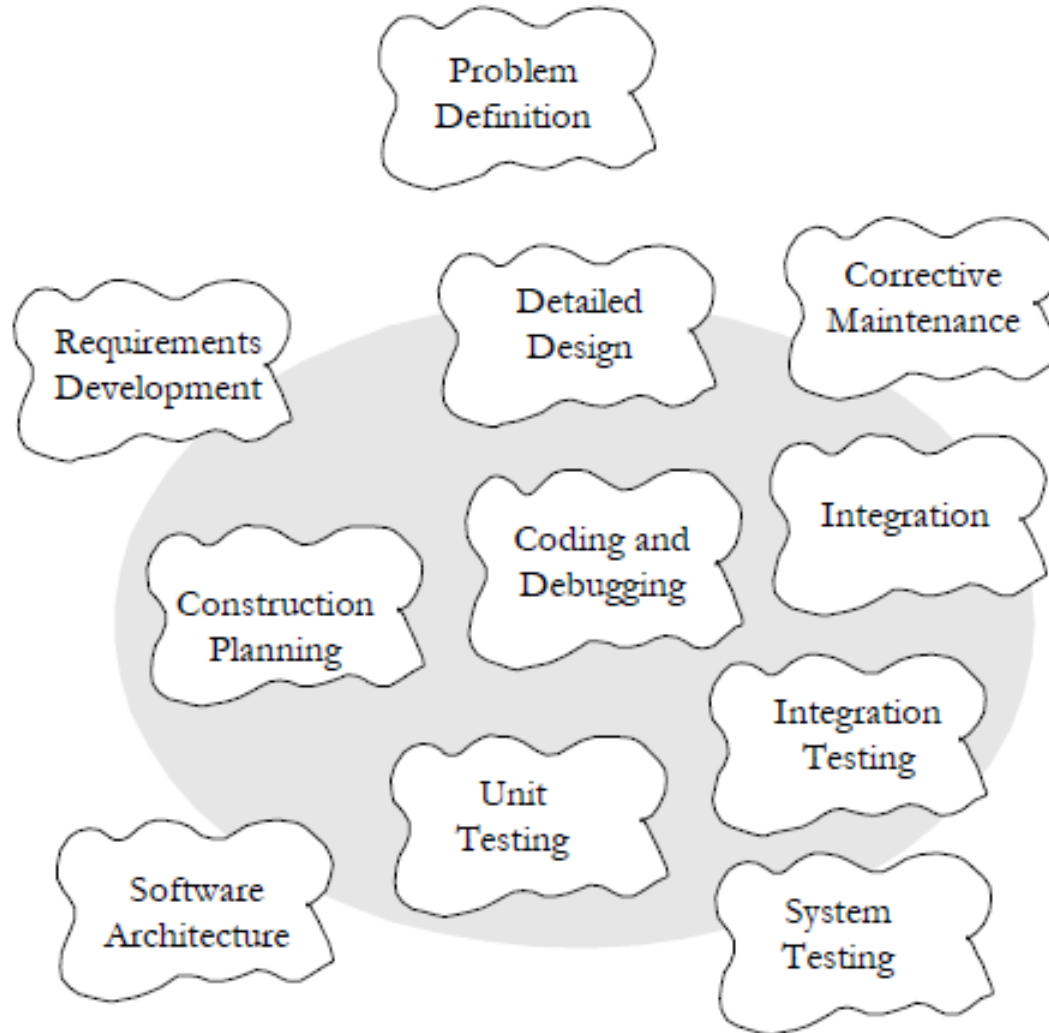 Problem
Definition
Detailed
Design
Corrective
Maintenance
Requirements
Development
Coding and
Debugging
Integration
Construction
Planning
Integration
Testing
Unit
Testing
Software
Architecture
System
Testing